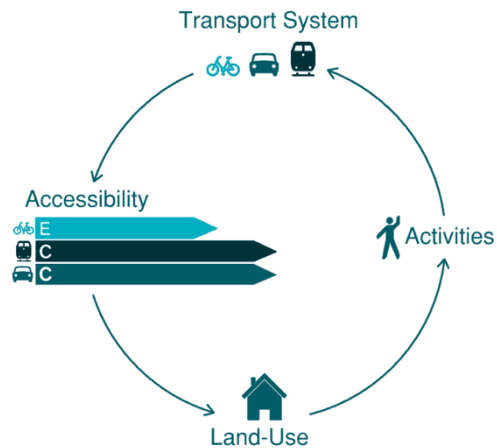 Transport System
Accessibility
E
C
C
Activities
Land-Use